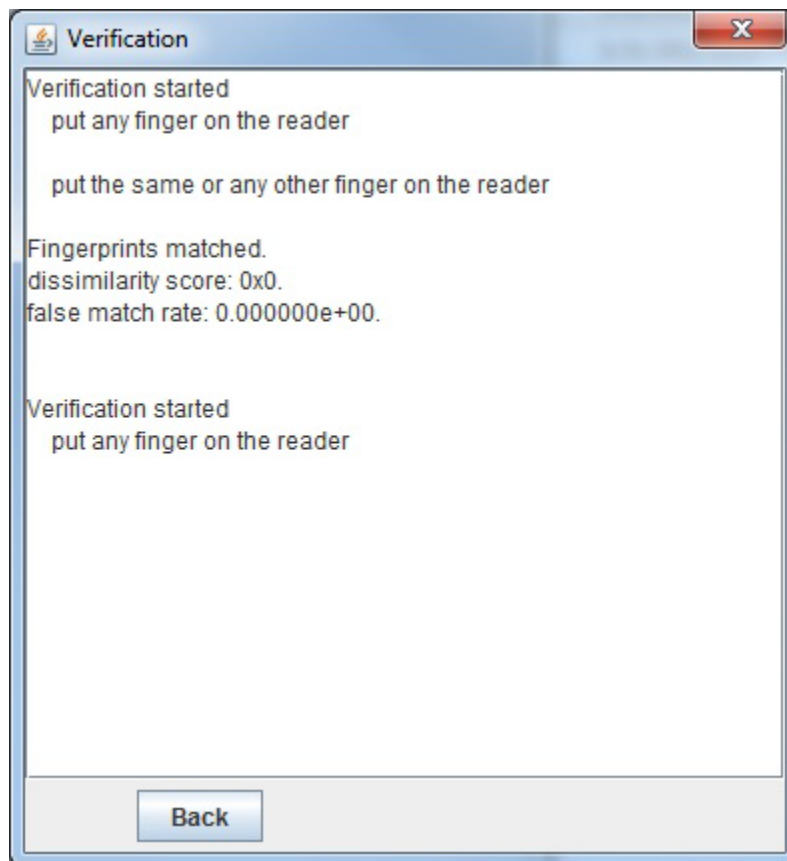 Verification
Verification started
put any finger on the reader
put the same or any other finger on the reader
Fingerprints matched.
dissimilarity score: 0x0.
false match rate: 0.000000e+00.
Verification started
put any finger on the reader
Back